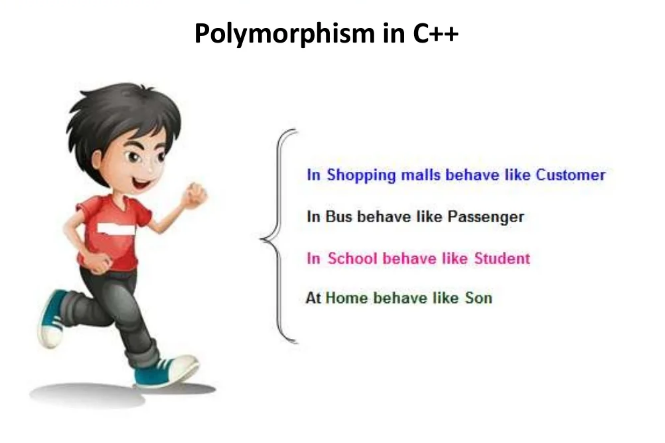 Polymorphism in C++
In Shopping malls behave like Customer
In Bus behave like Passenger
In School behave like Student
At Home behave like Son